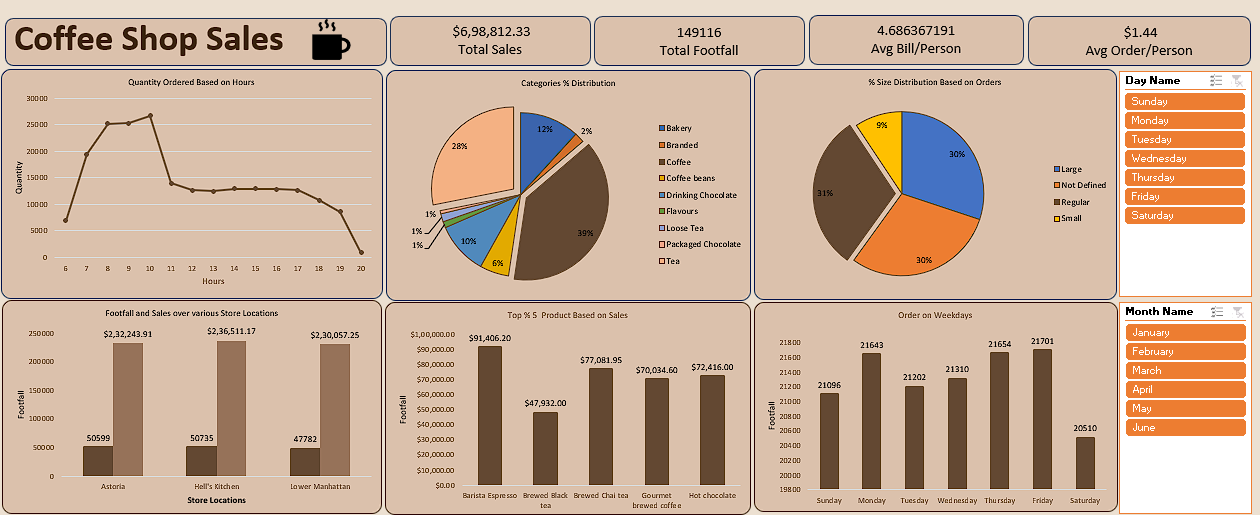 Coffee Shop Sales
$6,98,812.33
Total Sales
149116
Total Footfall
4.686367191
Avg Bill/Person
$1.44
Avg Order/Person
Quantity Ordered Based on Hours
Quantity
30000
25000
20000
15000
10000
5000
0
6 7 8 9 10 11 12 13 14 15 16 17 18 19 20
Hours
Categories % Distribution
12%
2%
39%
6%
10%
1%
1%
1%
28%
Bakery
Branded
Coffee
Coffee beans
Drinking Chocolate
Flavours
Loose Tea
Packaged Chocolate
Tea
% Size Distribution Based on Orders
30%
30%
31%
9%
Large
Not Defined
Regular
Small
Day Name
Sunday
Monday
Tuesday
Wednesday
Thursday
Friday
Saturday
Footfall and Sales over various Store Locations
Footfall
250000
200000
150000
100000
50000
0
$2,32,243.91
$2,36,511.17
$2,30,057.25
50599
50735
47782
Astoria Hell's Kitchen Lower Manhattan
Store Locations
Top % 5 Product Based on Sales
Footfall
$1,00,000.00
$90,000.00
$80,000.00
$70,000.00
$60,000.00
$50,000.00
$40,000.00
$30,000.00
$20,000.00
$10,000.00
$0.00
$91,406.20
$47,932.00
$77,081.95
$70,034.60
$72,416.00
Barista Espresso Brewed Black Brewed Chai tea Gourmet Hot chocolate
tea brewed coffee
Order on Weekdays
Footfall
21800
21600
21400
21200
21000
20800
20600
20400
20200
20000
19800
21096
21643
21202
21310
21654
21701
20510
Sunday Monday Tuesday Wednesday Thursday Friday Saturday
Month Name
January
February
March
April
May
June